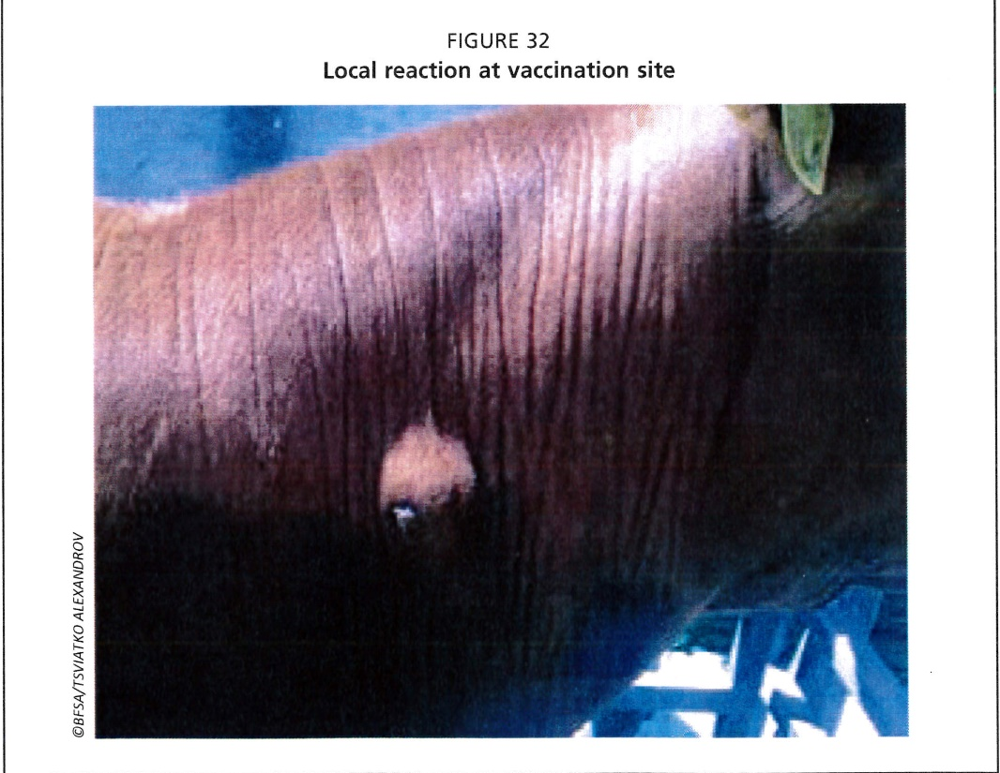 FIGURE 32
Local reaction at vaccination site
©BFSA/TSVIATKO ALEXANDROV